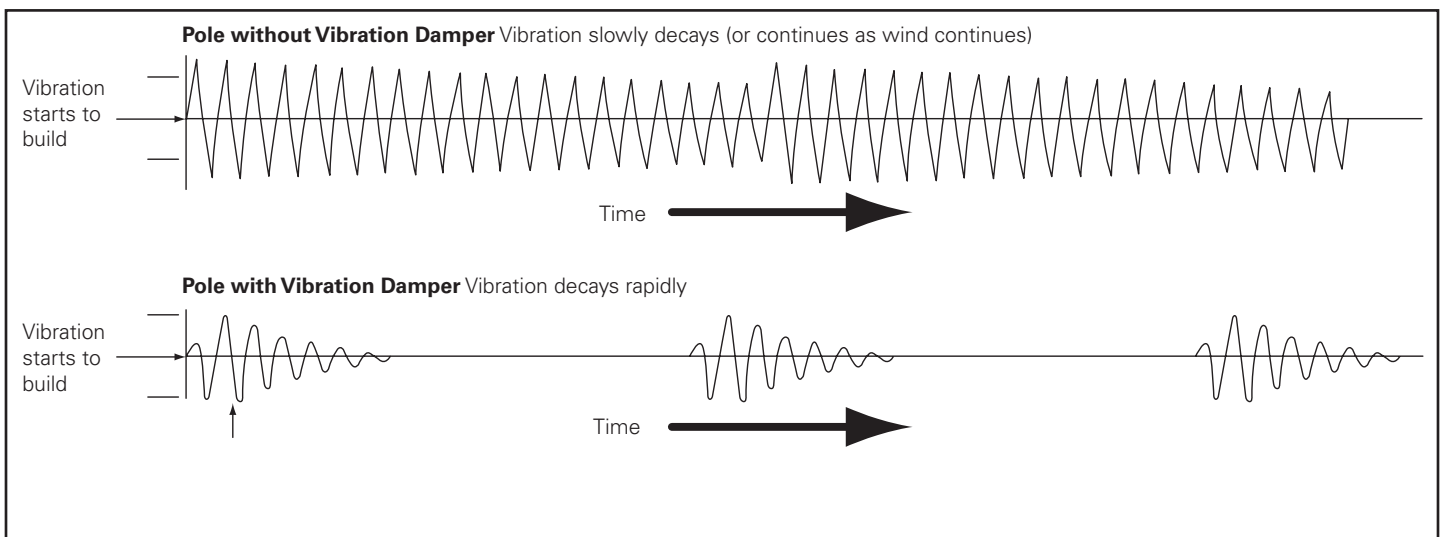 Pole without Vibration Damper Vibration slowly decays (or continues as wind continues)
Vibration
starts to
build
Time
Pole with Vibration Damper Vibration decays rapidly
Vibration
starts to
build
Time